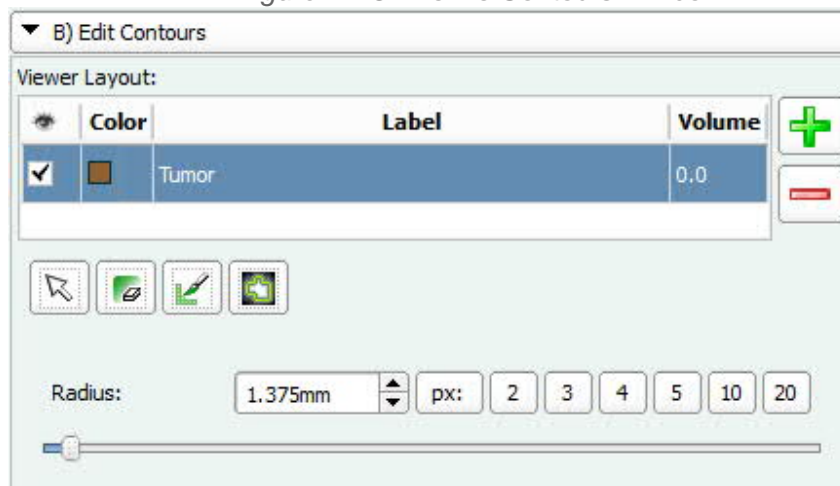 B) Edit Contours
Viewer Layout:
Color Label Volume
Tumor 0.0
Radius: 1.375mm px: 2 3 4 5 10 20